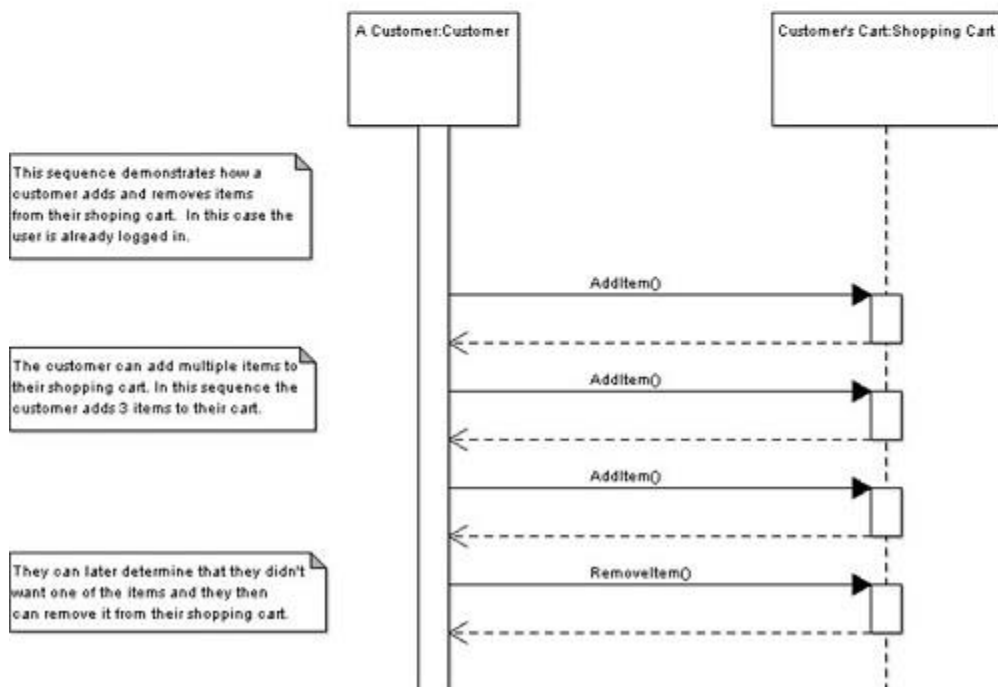 A Customer:Customer
Customer's Cart:Shopping Cart
This sequence demonstrates how a
customer adds and removes items
from their shoping cart. In this case the
user is already logged in.
AddItem()
The customer can add multiple items to
their shopping cart. In this sequence the
customer adds 3 items to their cart.
AddItem()
AddItem()
They can later determine that they didn't
want one of the items and they then
can remove it from their shopping cart.
RemoveItem()